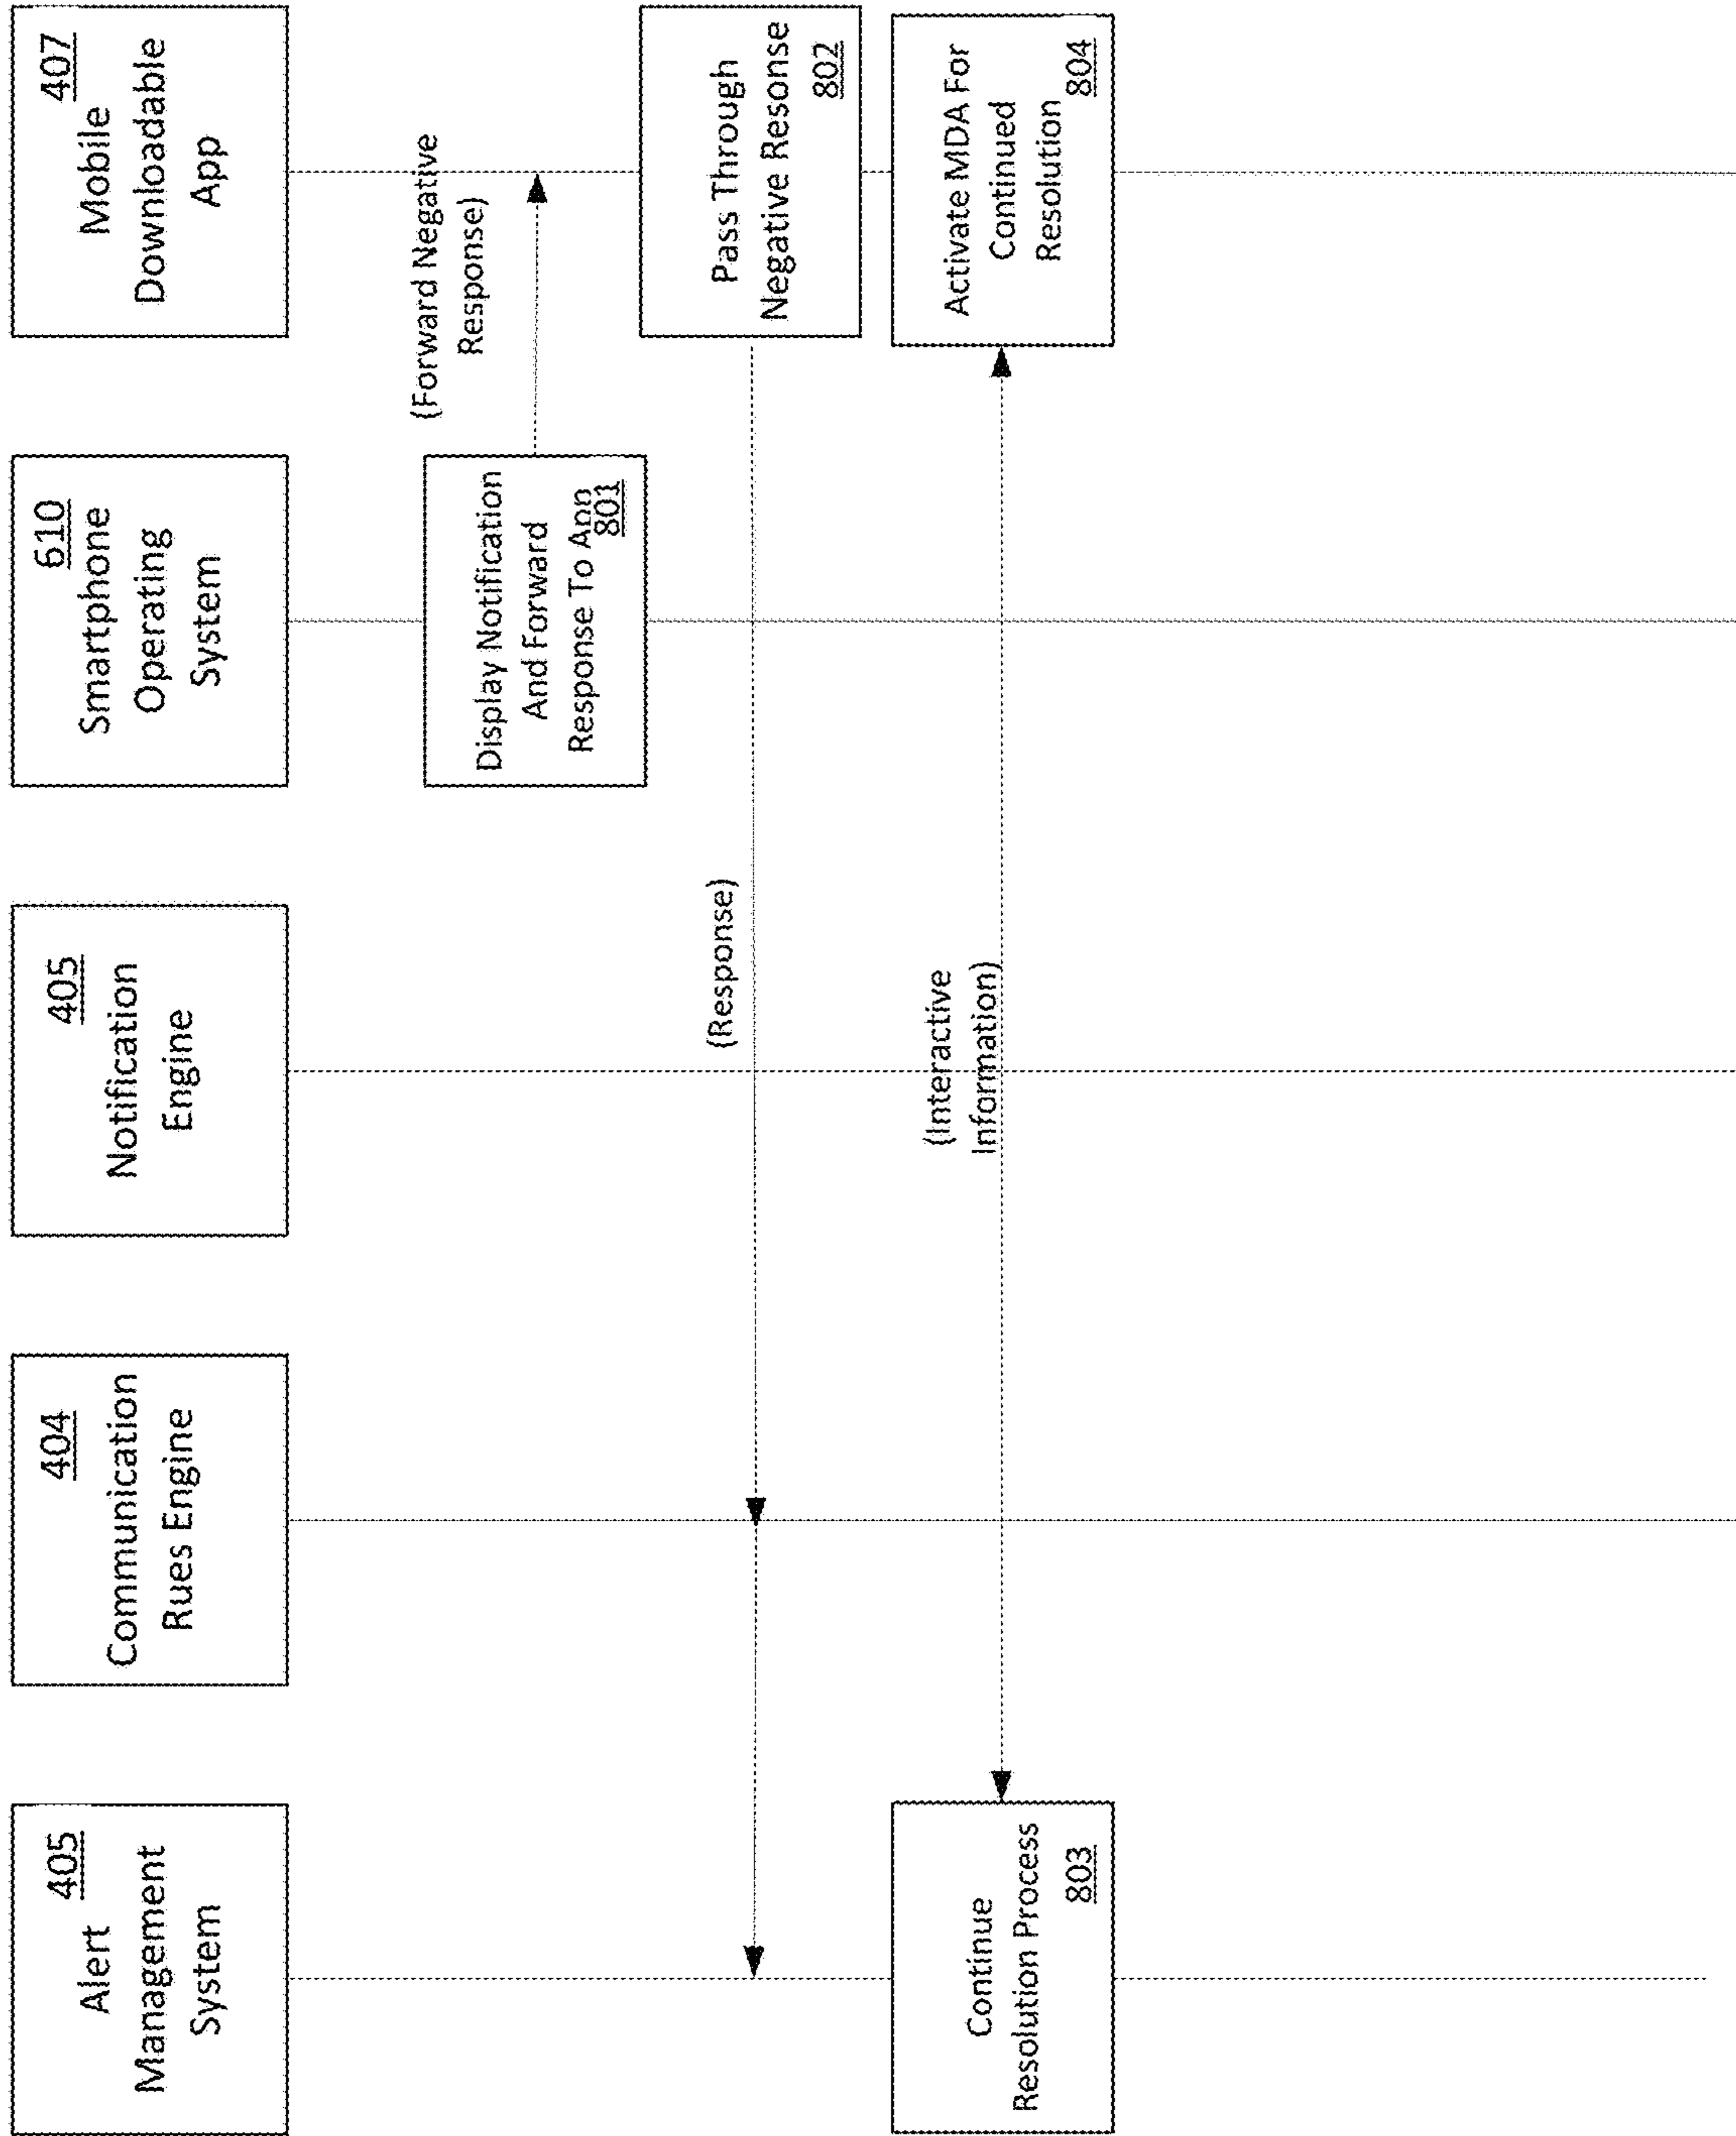 405
Alert
Management
System
404
Communication
Rues Engine
405
Notification
Engine
610
Smartphone
Operating
System
407
Mobile
Downloadable
App
Display Notification
And Forward
Response To App
801
(Forward Negative
Response)
Pass Through
Negative Resonse
802
(Response)
Continue
Resolution Process
803
(Interactive
Information)
Activate MDA For
Continued
Resolution
804